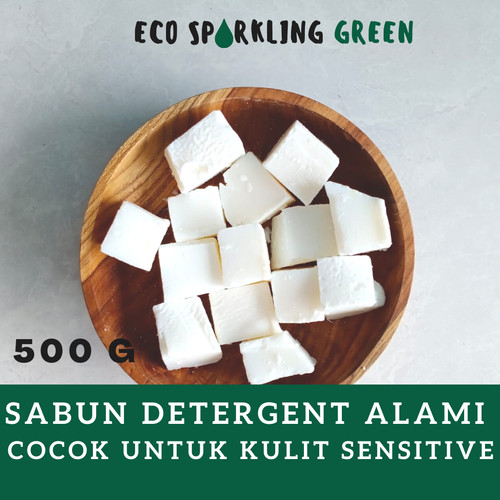 ECO SPARKLING GREEN
500 G
SABUN DETERGENT ALAMI
COCOK UNTUK KULIT SENSITIVE